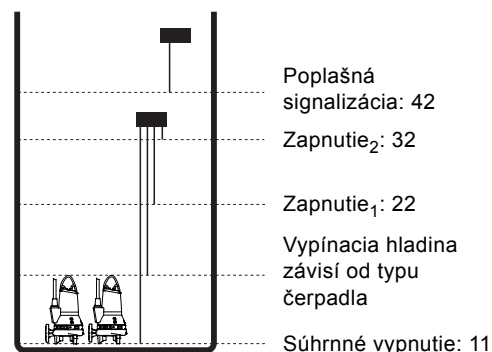 Poplašná
signalizácia: 42
Zapnutie₂: 32
Zapnutie₁: 22
Vypínacia hladina
závisí od typu
čerpadla
Súhrnné vypnutie: 11